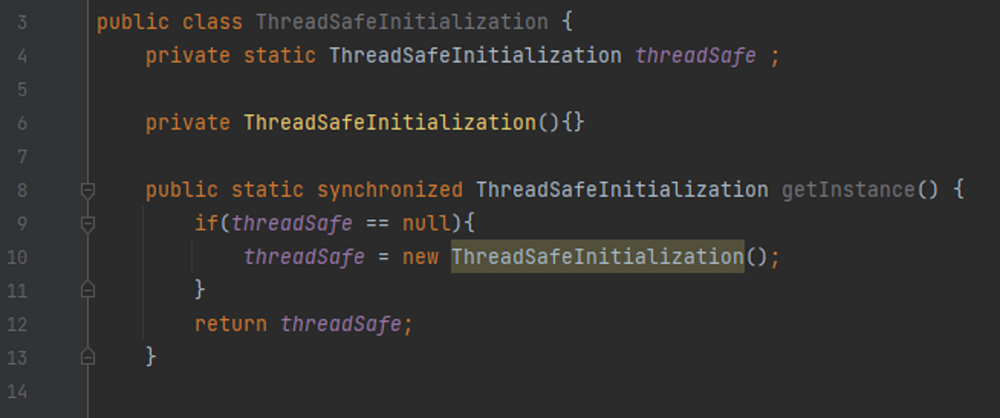 3 public class ThreadSafeInitialization {
4 private static ThreadSafeInitialization threadSafe ;
5
6 private ThreadSafeInitialization(){}
7
8 public static synchronized ThreadSafeInitialization getInstance() {
9 if(threadSafe == null){
10 threadSafe = new ThreadSafeInitialization();
11 }
12 return threadSafe;
13 }
14